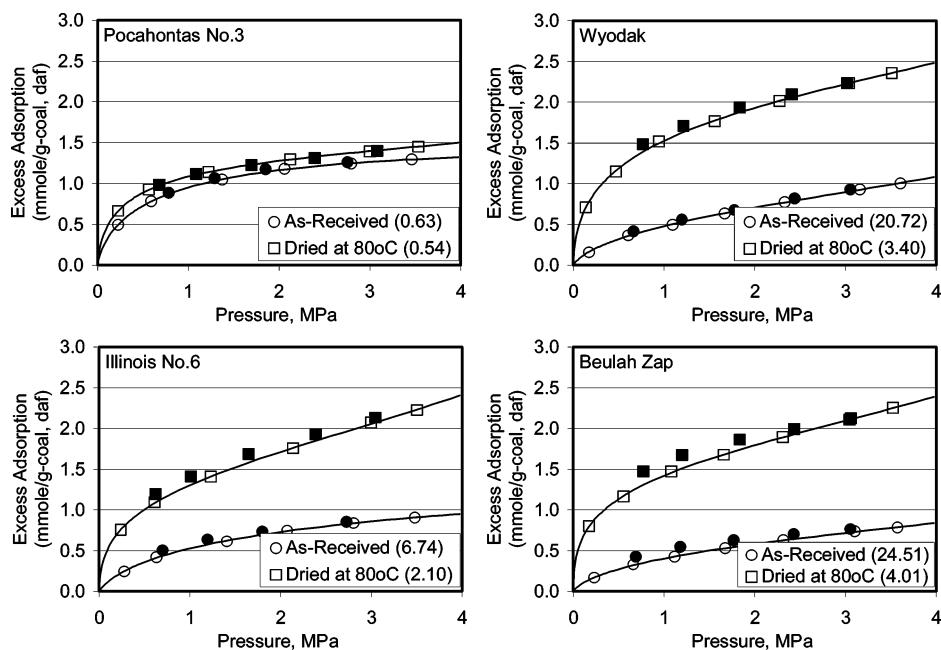 Pocahontas No.3
Excess Adsorption
(mmole/g-coal, daf)
3.0
2.5
2.0
1.5
1.0
0.5
0.0
As-Received (0.63)
Dried at 80oC (0.54)
0 1 2 3 4
Pressure, MPa
Wyodak
Excess Adsorption
(mmole/g-coal, daf)
3.0
2.5
2.0
1.5
1.0
0.5
0.0
As-Received (20.72)
Dried at 80oC (3.40)
0 1 2 3 4
Pressure, MPa
Illinois No.6
Excess Adsorption
(mmole/g-coal, daf)
3.0
2.5
2.0
1.5
1.0
0.5
0.0
As-Received (6.74)
Dried at 80oC (2.10)
0 1 2 3 4
Pressure, MPa
Beulah Zap
Excess Adsorption
(mmole/g-coal, daf)
3.0
2.5
2.0
1.5
1.0
0.5
0.0
As-Received (24.51)
Dried at 80oC (4.01)
0 1 2 3 4
Pressure, MPa